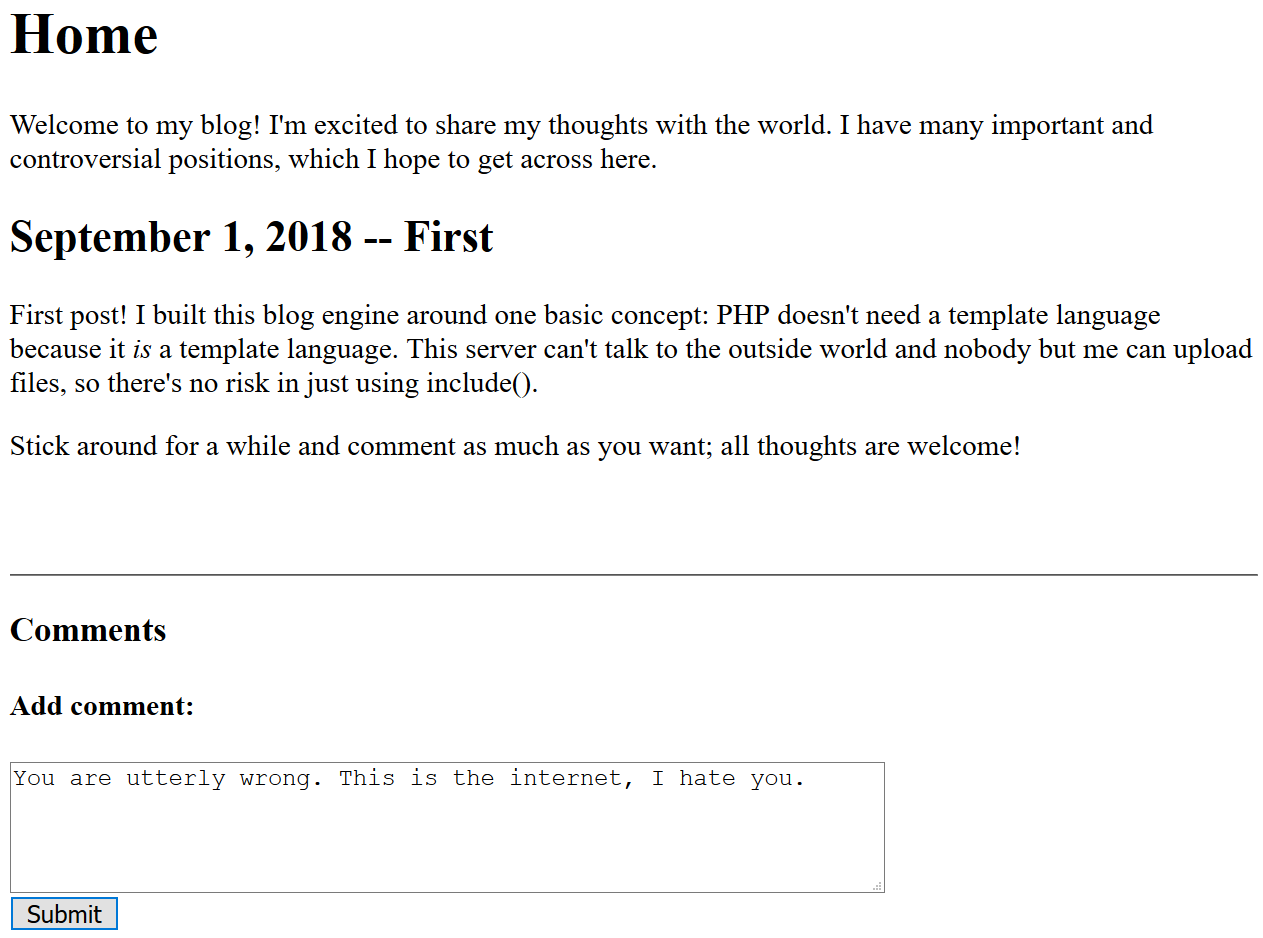 Home
Welcome to my blog! I'm excited to share my thoughts with the world. I have many important and
controversial positions, which I hope to get across here.
September 1, 2018 -- First
First post! I built this blog engine around one basic concept: PHP doesn't need a template language
because it is a template language. This server can't talk to the outside world and nobody but me can upload
files, so there's no risk in just using include().
Stick around for a while and comment as much as you want; all thoughts are welcome!
Comments
Add comment:
You are utterly wrong. This is the internet, I hate you.
Submit